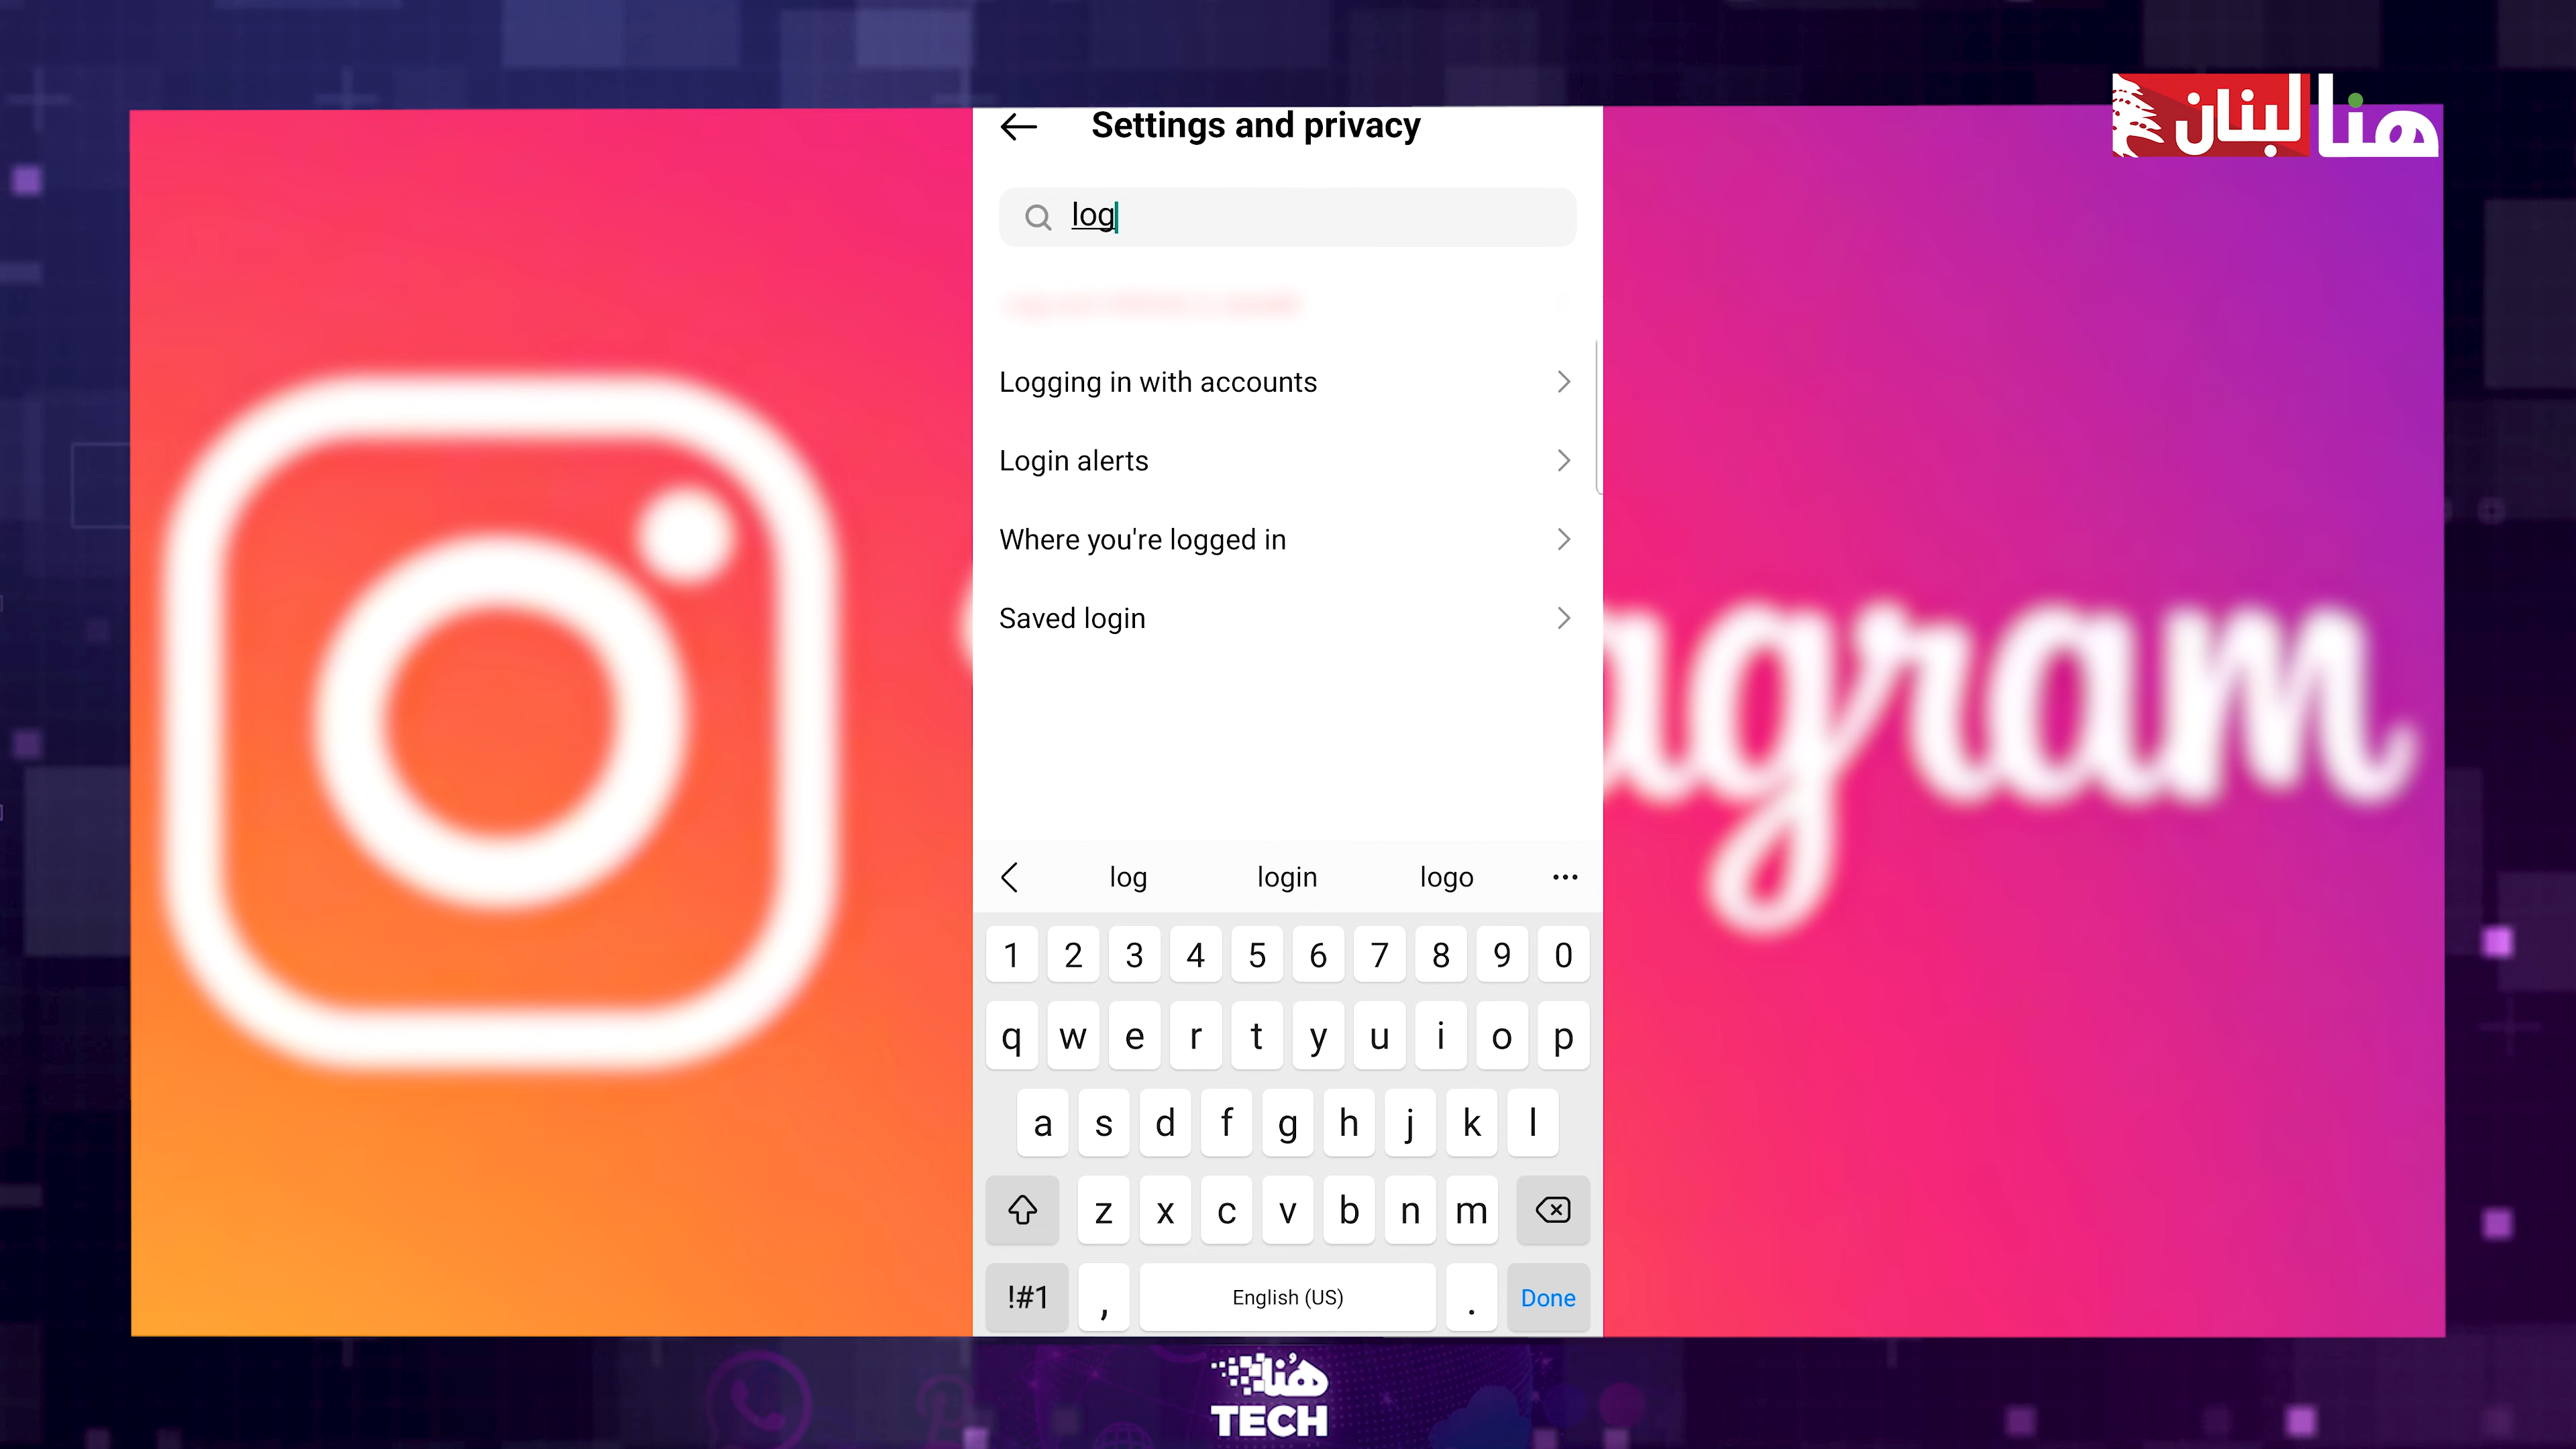 هنا لبنان
Settings and privacy
log
Logging in with accounts
Login alerts
Where you're logged in
Saved login
agram
log login logo
1 2 3 4 5 6 7 8 9 0
q w e r t y u i o p
a s d f g h j k l
z x c v b n m
!#1 , English (US) . Done
هُنا
TECH